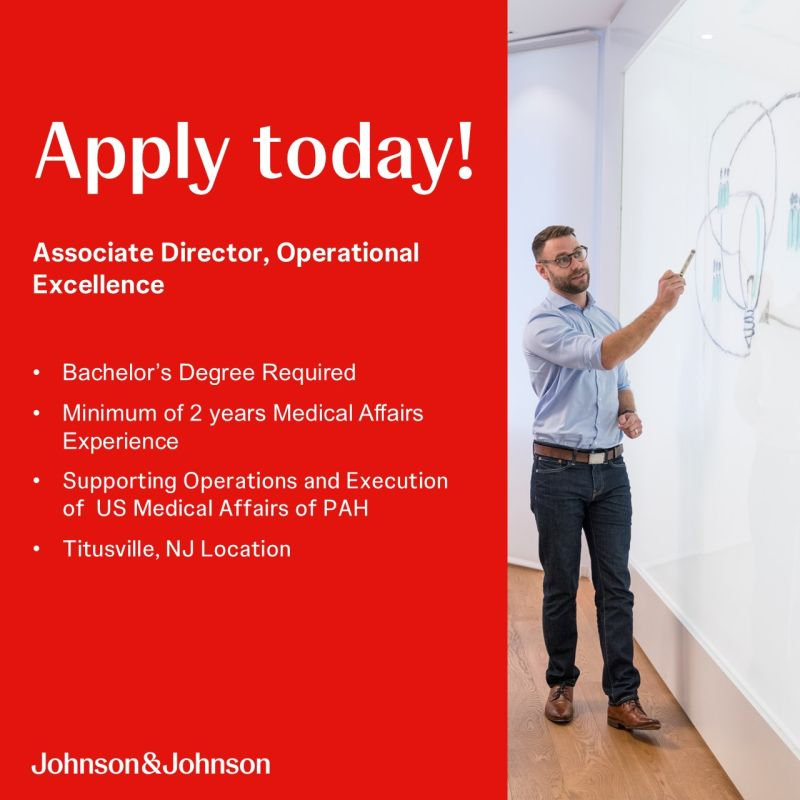 Apply today!
Associate Director, Operational
Excellence
• Bachelor’s Degree Required
• Minimum of 2 years Medical Affairs
Experience
• Supporting Operations and Execution
of  US Medical Affairs of PAH
• Titusville, NJ Location
Johnson&Johnson